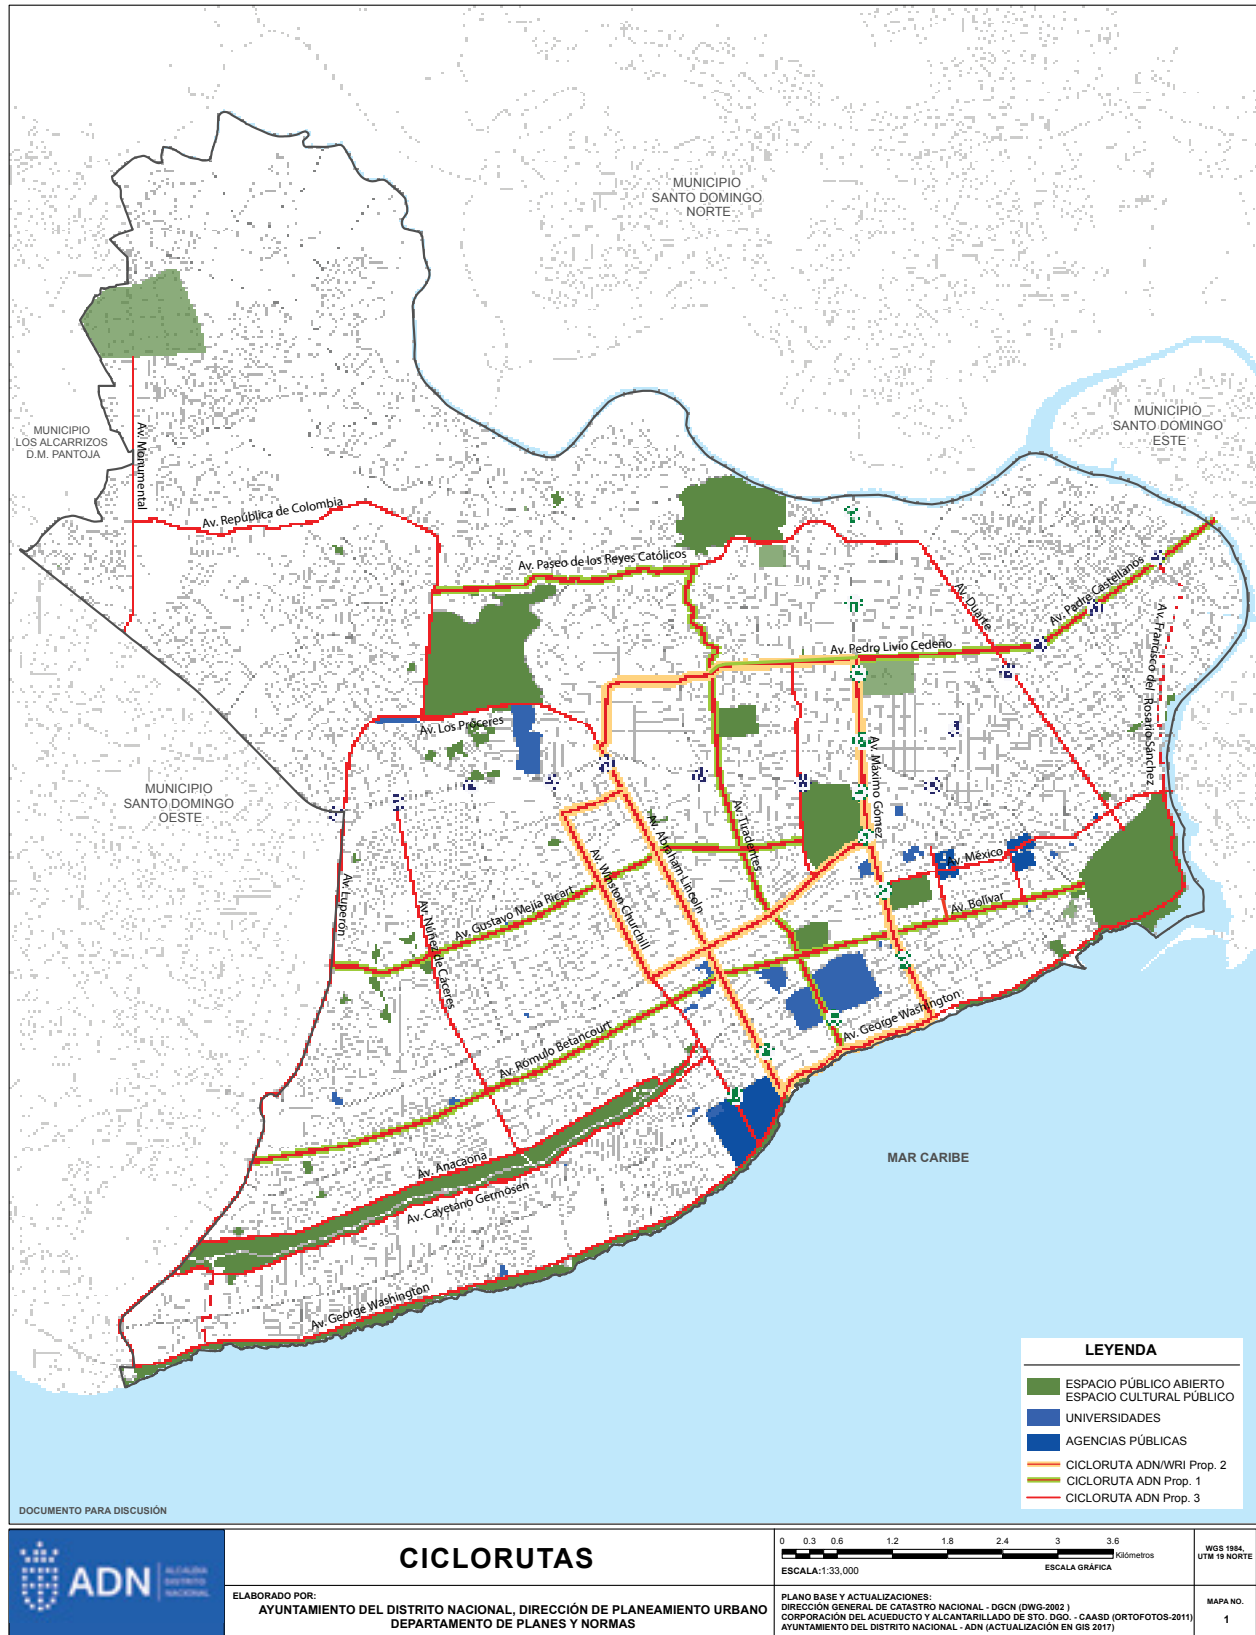 MUNICIPIO
SANTO DOMINGO
NORTE
MUNICIPIO
SANTO DOMINGO
ESTE
MUNICIPIO
LOS ALCARRIZOS
D.M. PANTOJA
Av. Monumental
Av. República de Colombia
Av. Paseo de los Reyes Católicos
Av. Duarte
Av. Padre Castellanos
Av. Francisco del Rosario Sánchez
Av. Pedro Livio Cedeño
Av. Los Próceres
Av. Máximo Gómez
MUNICIPIO
SANTO DOMINGO
OESTE
Av. Tiradentes
Av. Abraham Lincoln
Av. Winston Churchill
Av. México
Av. Luperón
Av. Núñez de Cáceres
Av. Gustavo Mejía Ricart
Av. Bolívar
Av. George Washington
Av. Rómulo Betancourt
Av. Anacaona
Av. Cayetano Germosen
MAR CARIBE
Av. George Washington
LEYENDA
ESPACIO PÚBLICO ABIERTO
ESPACIO CULTURAL PÚBLICO
UNIVERSIDADES
AGENCIAS PÚBLICAS
CICLORUTA ADN/WRI Prop. 2
CICLORUTA ADN Prop. 1
CICLORUTA ADN Prop. 3
DOCUMENTO PARA DISCUSIÓN
ADN
ALCALDIA
DISTRITO
NACIONAL
CICLORUTAS
ELABORADO POR:
AYUNTAMIENTO DEL DISTRITO NACIONAL, DIRECCIÓN DE PLANEAMIENTO URBANO
DEPARTAMENTO DE PLANES Y NORMAS
0 0.3 0.6 1.2 1.8 2.4 3 3.6
Kilómetros
ESCALA:1:33,000
ESCALA GRÁFICA
WGS 1984,
UTM 19 NORTE
PLANO BASE Y ACTUALIZACIONES:
DIRECCIÓN GENERAL DE CATASTRO NACIONAL - DGCN (DWG-2002 )
CORPORACIÓN DEL ACUEDUCTO Y ALCANTARILLADO DE STO. DGO. - CAASD (ORTOFOTOS-2011)
AYUNTAMIENTO DEL DISTRITO NACIONAL - ADN (ACTUALIZACIÓN EN GIS 2017)
MAPA NO.
1